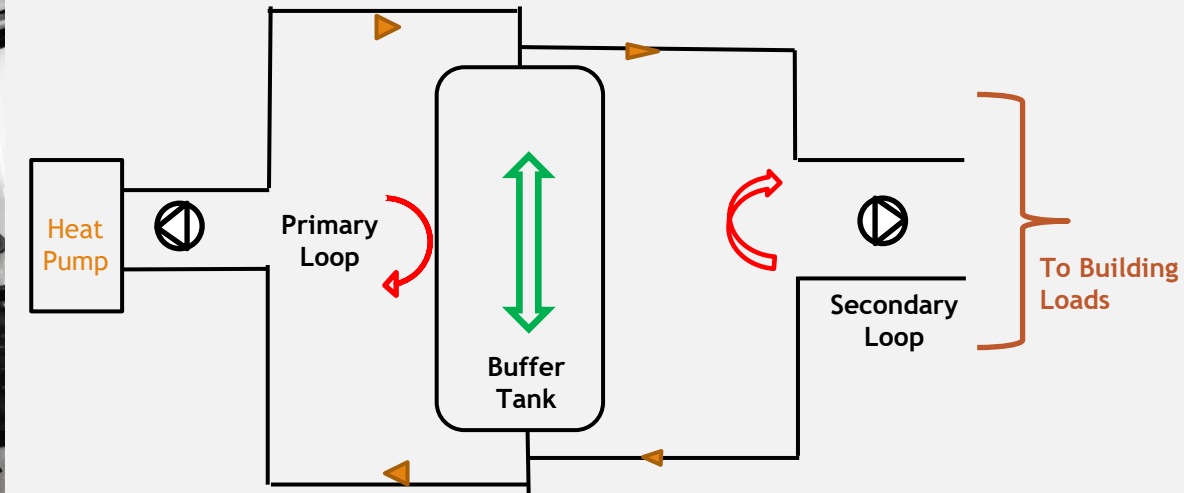 Heat
Pump
Primary
Loop
Buffer
Tank
Secondary
Loop
To Building
Loads